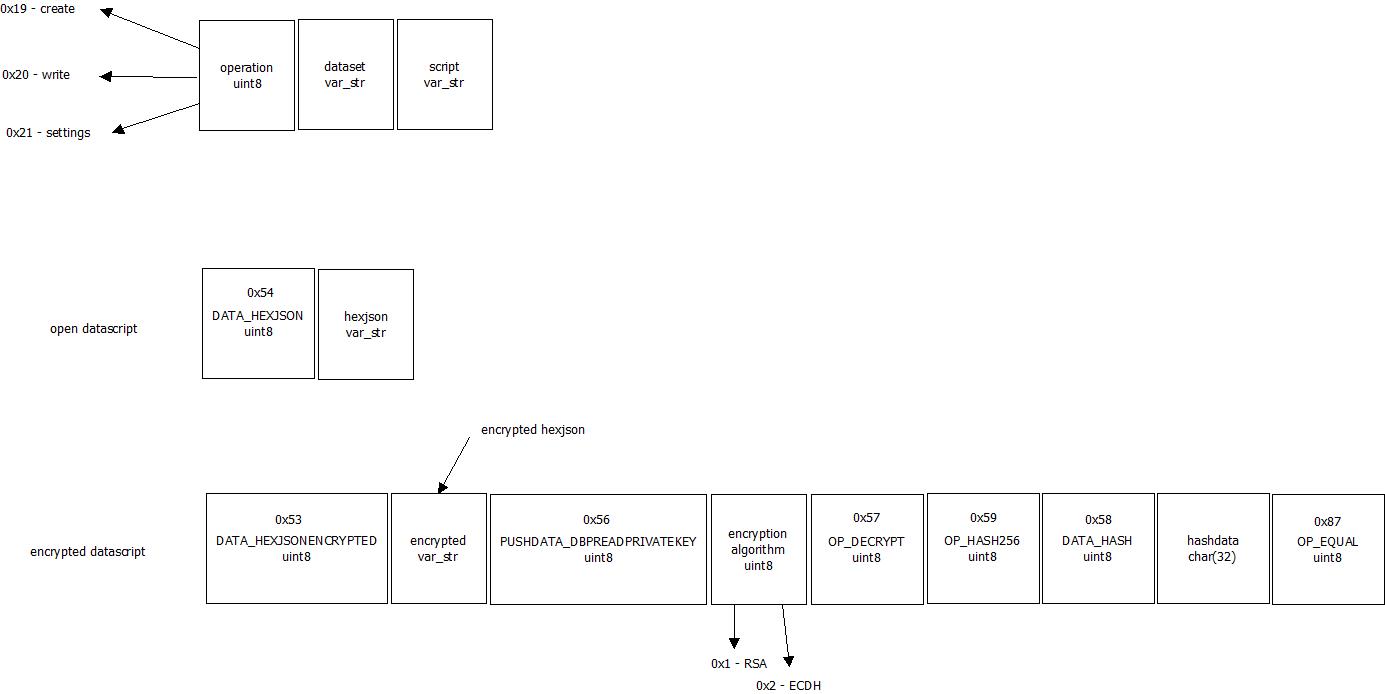 0x19 - create
0x20 - write
0x21 - settings
operation
uint8
dataset
var_str
script
var_str
open datascript
0x54
DATA_HEXJSON
uint8
hexjson
var_str
encrypted hexjson
encrypted datascript
0x53
DATA_HEXJSONENCRYPTED
uint8
encrypted
var_str
0x56
PUSHDATA_DBPREADPRIVATEKEY
uint8
encryption
algorithm
uint8
0x57
OP_DECRYPT
uint8
0x59
OP_HASH256
uint8
0x58
DATA_HASH
uint8
hashdata
char(32)
0x87
OP_EQUAL
uint8
0x1 - RSA
0x2 - ECDH